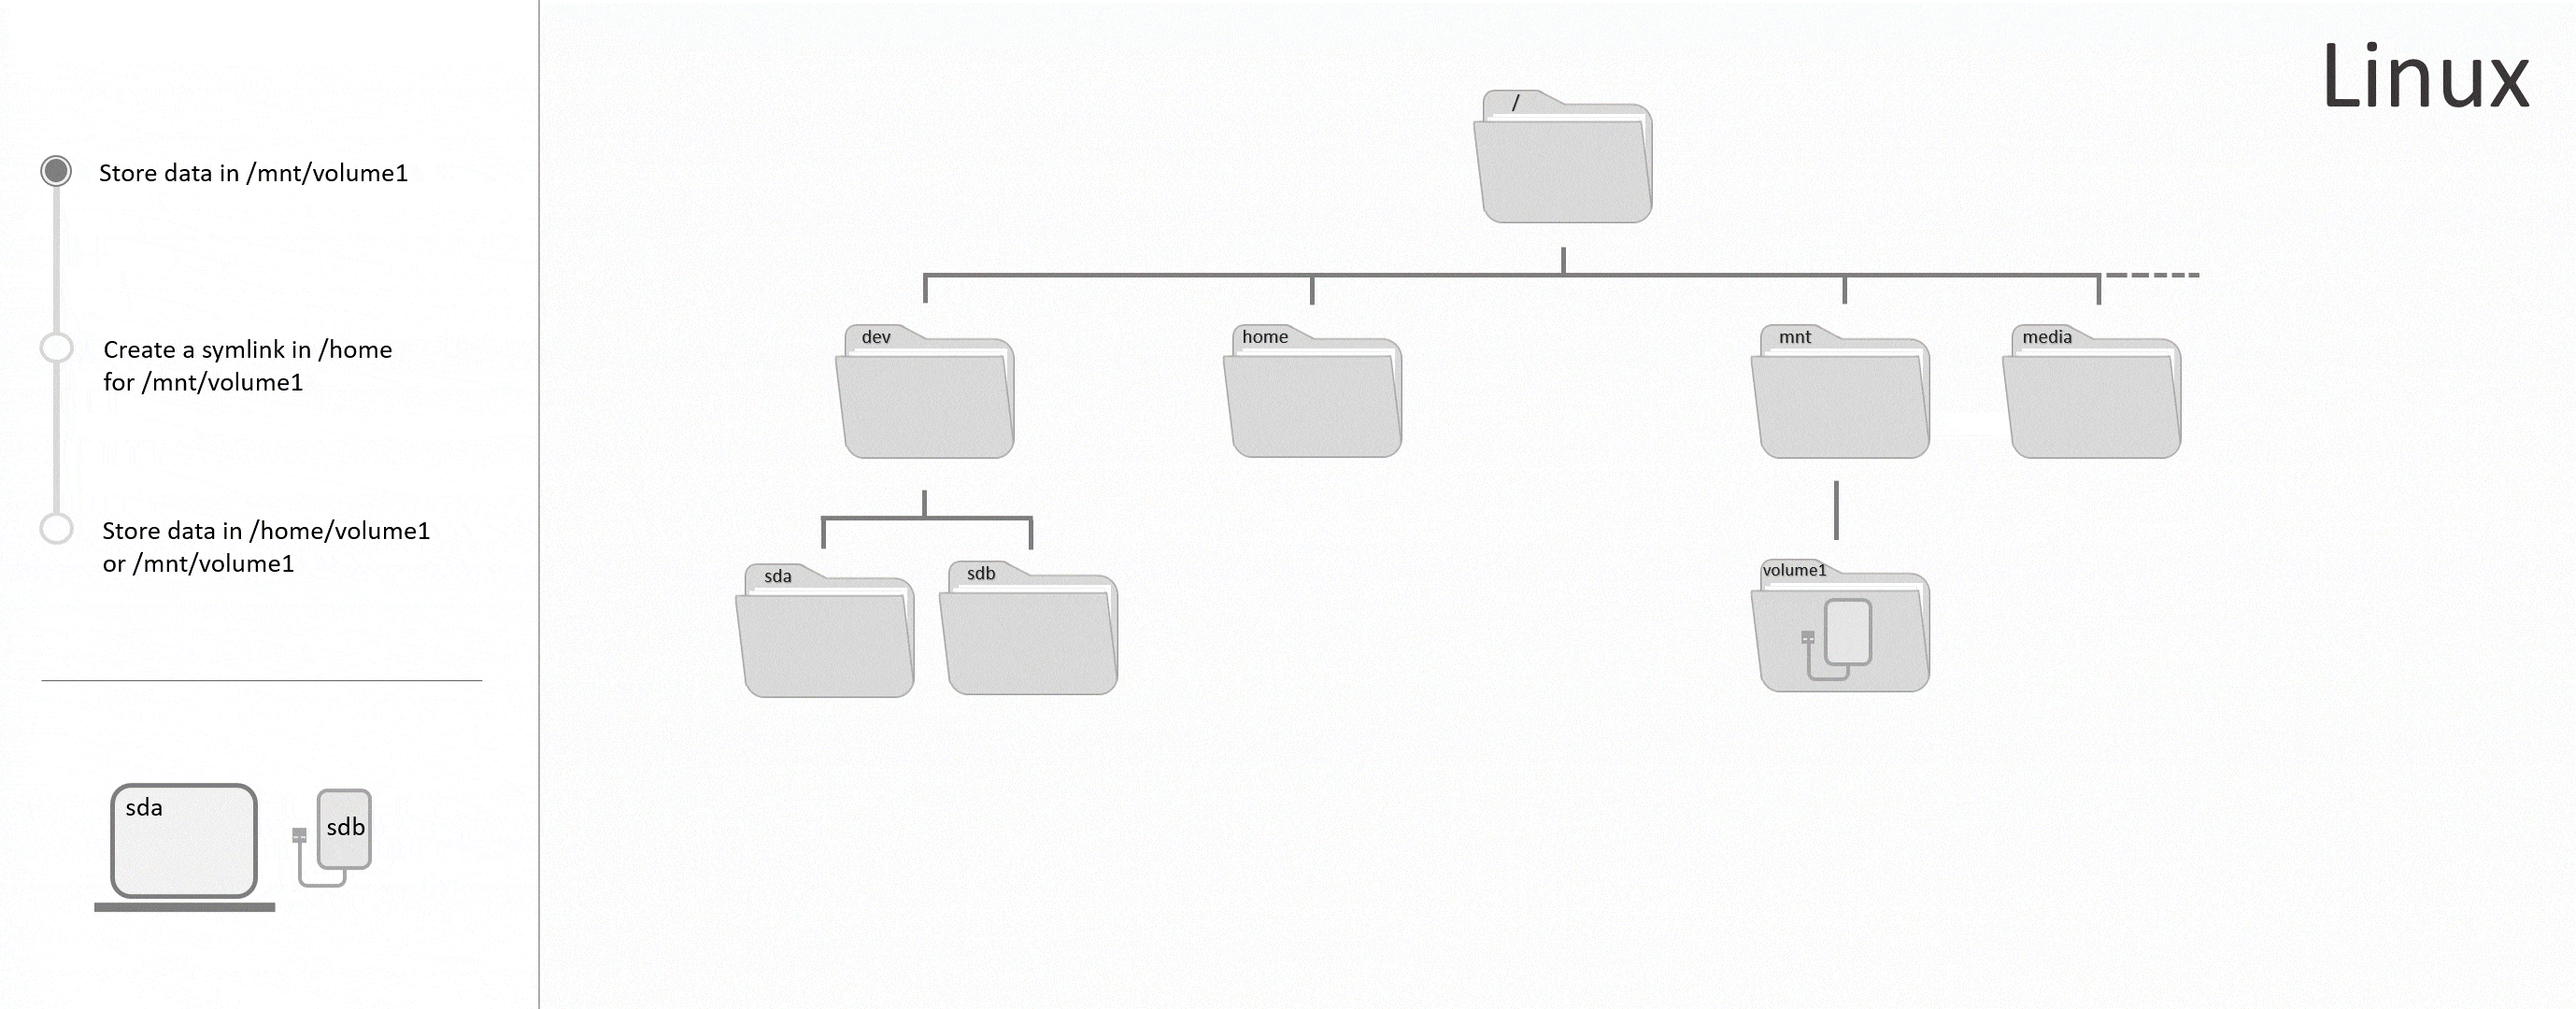 Linux
Store data in /mnt/volume1
Create a symlink in /home
for /mnt/volume1
Store data in /home/volume1
or /mnt/volume1
sda
sdb
/
dev
home
mnt
media
sda
sdb
volume1